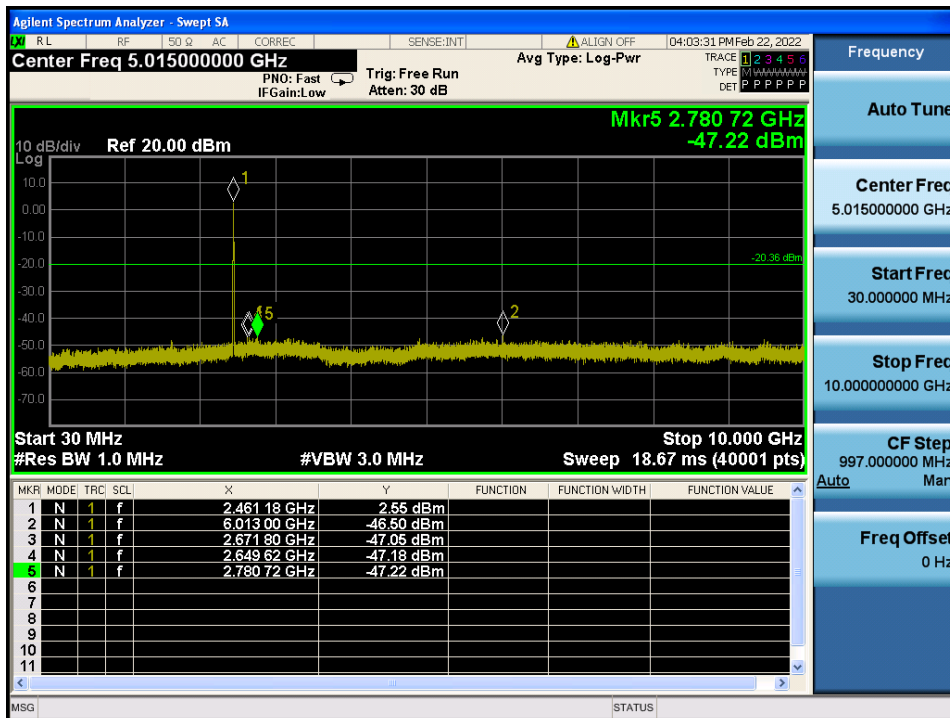 Agilent Spectrum Analyzer - Swept SA
LXI RL RF 50 Ω AC CORREC SENSE:INT ALIGN OFF 04:03:31 PM Feb 22, 2022
Center Freq 5.015000000 GHz
PNO: Fast
IFGain:Low
Trig: Free Run
Atten: 30 dB
Avg Type: Log-Pwr
TRACE 1 2 3 4 5 6
TYPE M WWWWW
DET P P P P P P
Mkr5 2.780 72 GHz
-47.22 dBm
10 dB/div
Log
Ref 20.00 dBm
10.0
0.00
-10.0
-20.0
-30.0
-40.0
-50.0
-60.0
-70.0
1
5
2
-20.36 dBm
Start 30 MHz
Stop 10.000 GHz
#Res BW 1.0 MHz
#VBW 3.0 MHz
Sweep 18.67 ms (40001 pts)
MKR MODE TRC SCL X Y FUNCTION FUNCTION WIDTH FUNCTION VALUE
1 N 1 f 2.461 18 GHz 2.55 dBm
2 N 1 f 6.013 00 GHz -46.50 dBm
3 N 1 f 2.671 80 GHz -47.05 dBm
4 N 1 f 2.649 62 GHz -47.18 dBm
5 N 1 f 2.780 72 GHz -47.22 dBm
6
7
8
9
10
11
MSG
STATUS
Frequency
Auto Tune
Center Freq
5.015000000 GHz
Start Freq
30.000000 MHz
Stop Freq
10.000000000 GHz
CF Step
997.000000 MHz
Auto Man
Freq Offset
0 Hz